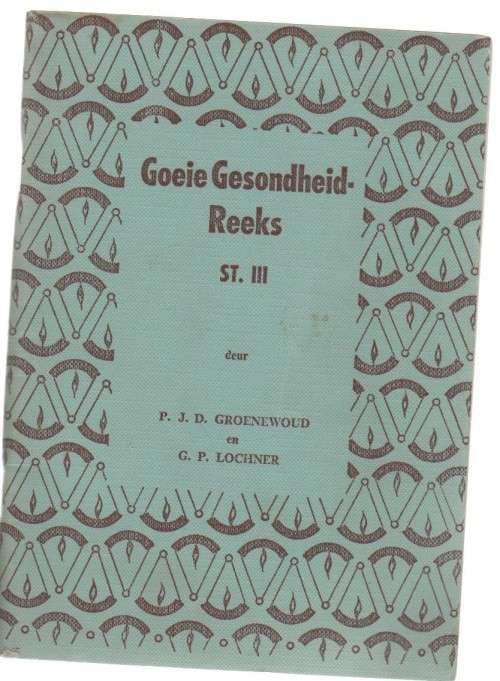 Goeie Gesondheid-
Reeks
ST. III
deur
P. J. D. GROENEWOUD
en
G. P. LOCHNER